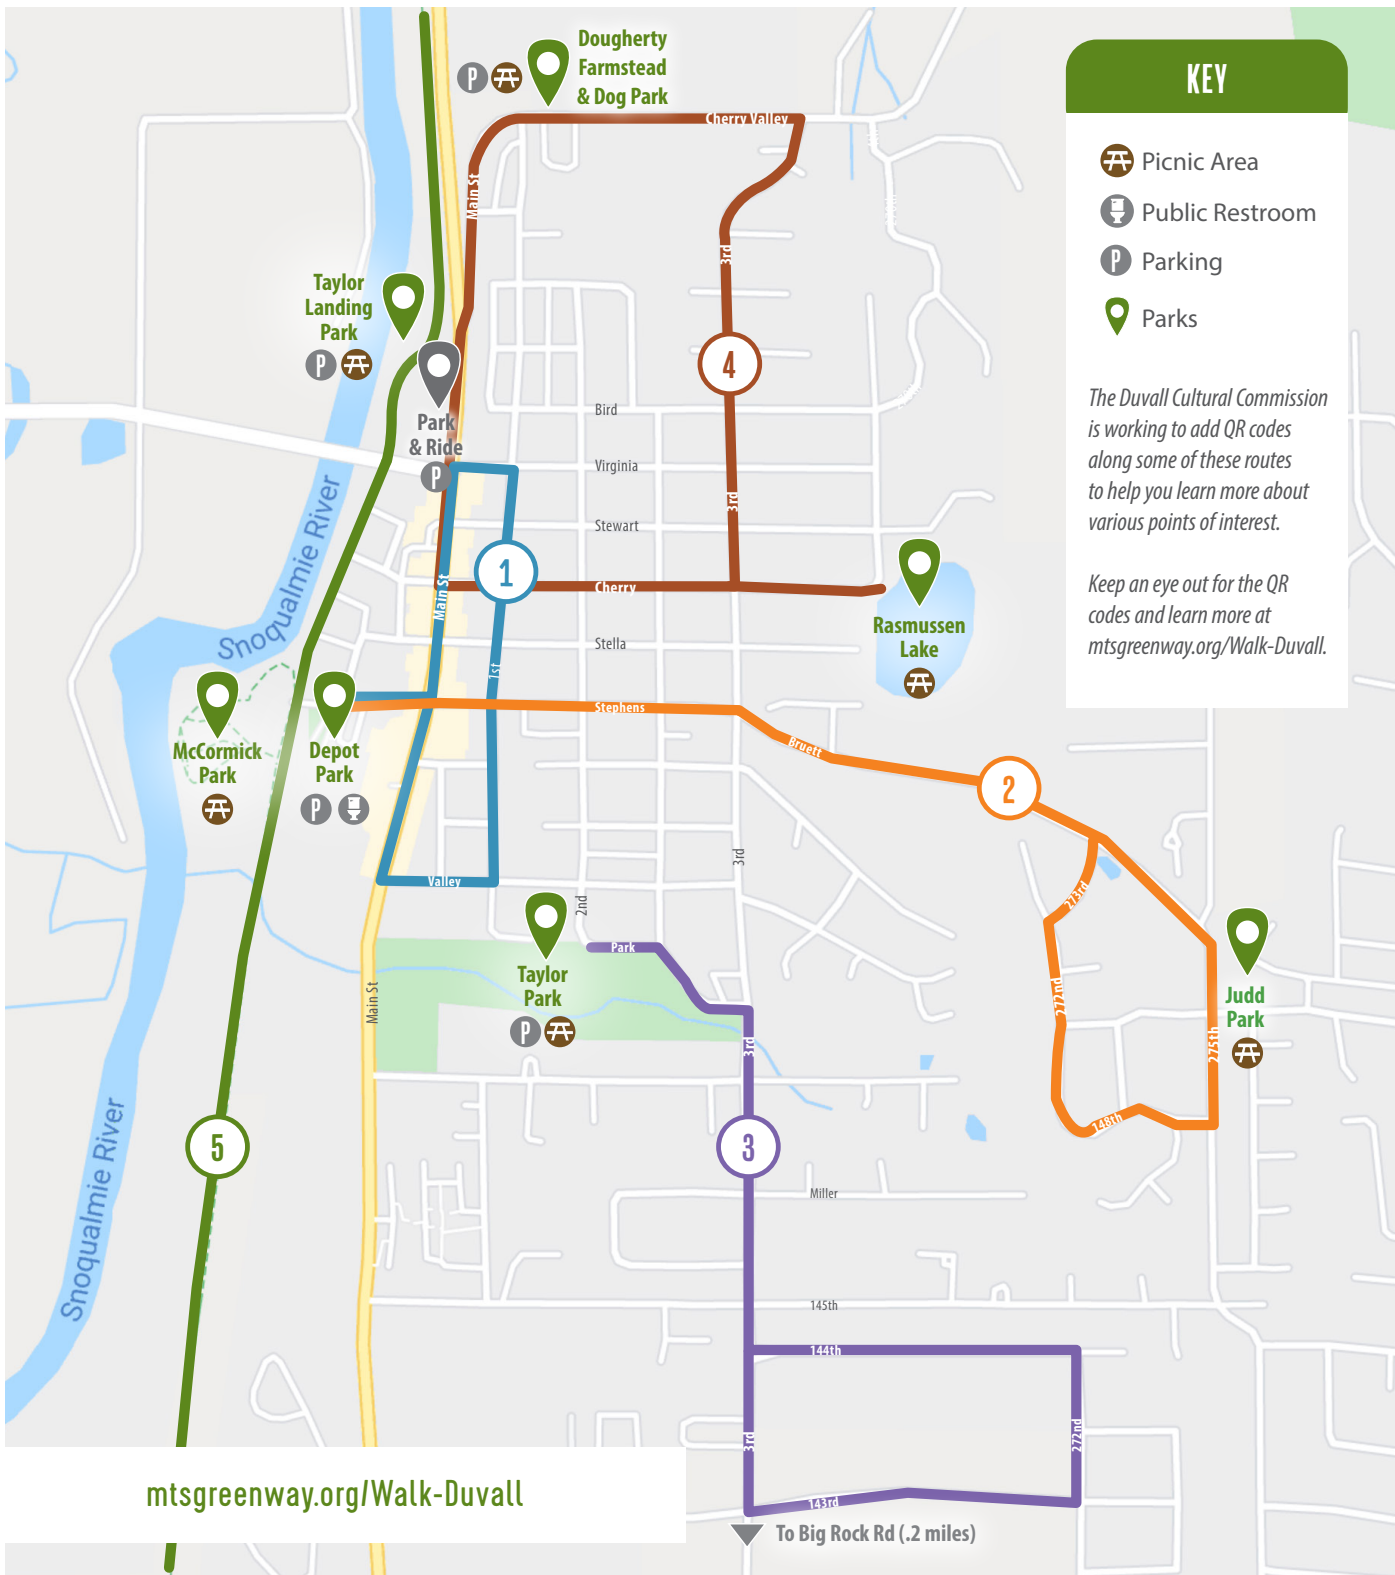 Dougherty
Farmstead
& Dog Park
P
Cherry Valley
KEY
Picnic Area
Public Restroom
P
Parking
Parks
The Duvall Cultural Commission
is working to add QR codes
along some of these routes
to help you learn more about
various points of interest.
Keep an eye out for the QR
codes and learn more at
mtsgreenway.org/Walk-Duvall.
Main St
3rd
Taylor
Landing
Park
P
4
Park
& Ride
P
Bird
Virginia
3rd
Stewart
Snoqualmie River
1
Main St
Cherry
Rasmussen
Lake
Stella
1st
Stephens
Bruett
McCormick
Park
Depot
Park
P
2
3rd
Valley
273rd
2nd
Park
Taylor
Park
P
Main St
272nd
Judd
Park
3rd
275th
148th
5
3
Snoqualmie River
Miller
145th
144th
3rd
272nd
143rd
mtsgreenway.org/Walk-Duvall
To Big Rock Rd (.2 miles)